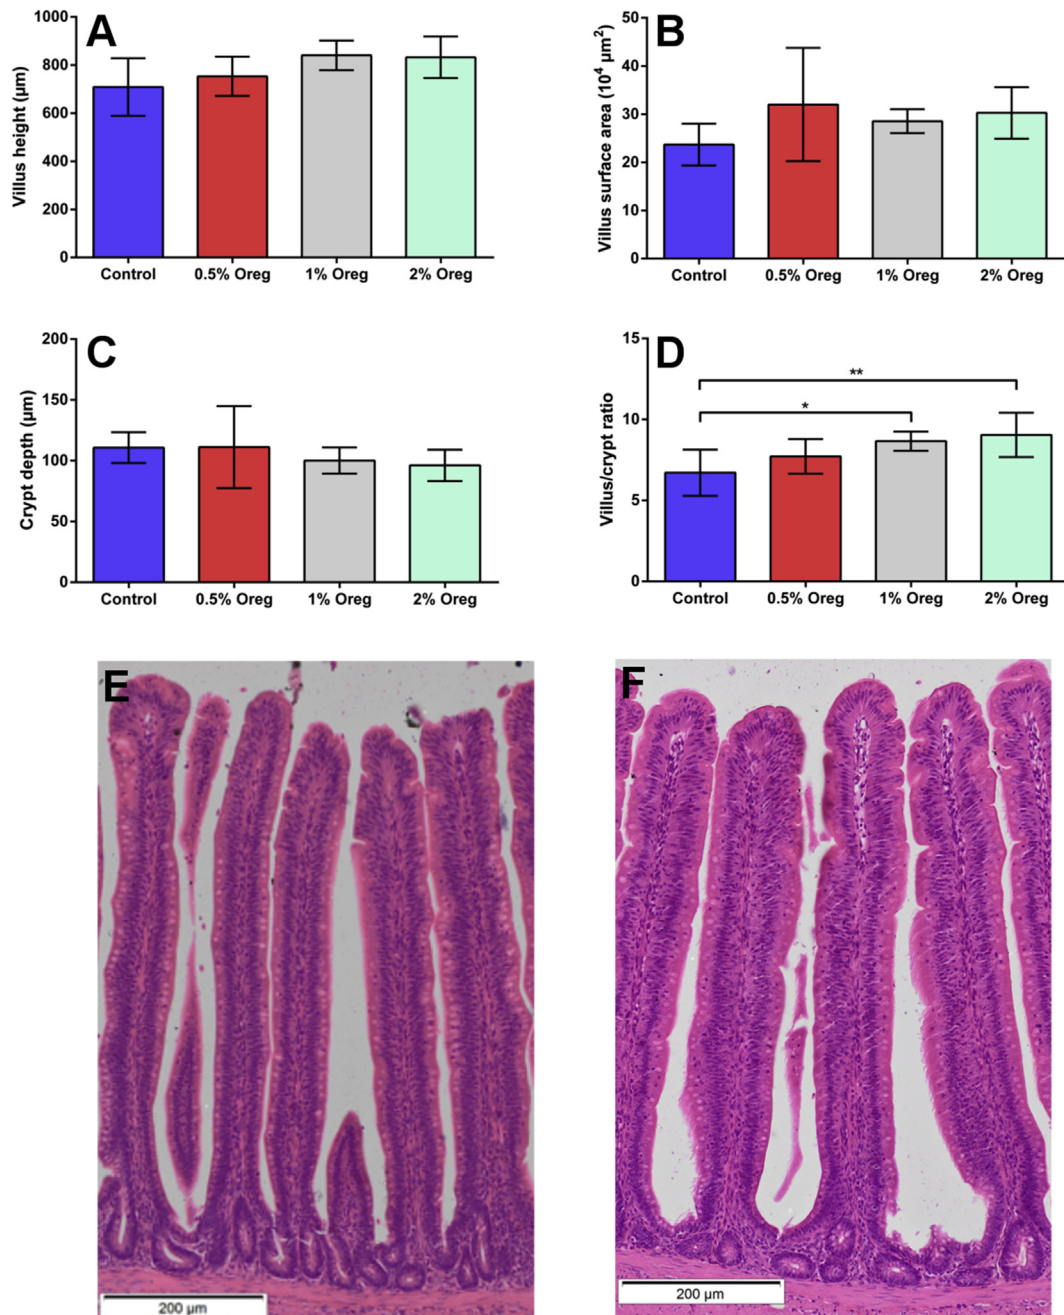 A
Villus height (µm)
1000
800
600
400
200
0
Control 0.5% Oreg 1% Oreg 2% Oreg
B
Villus surface area (10⁴ µm²)
50
40
30
20
10
0
Control 0.5% Oreg 1% Oreg 2% Oreg
C
Crypt depth (µm)
200
150
100
50
0
Control 0.5% Oreg 1% Oreg 2% Oreg
D
Villus/crypt ratio
15
10
5
0
**
*
Control 0.5% Oreg 1% Oreg 2% Oreg
E
200 µm
F
200 µm